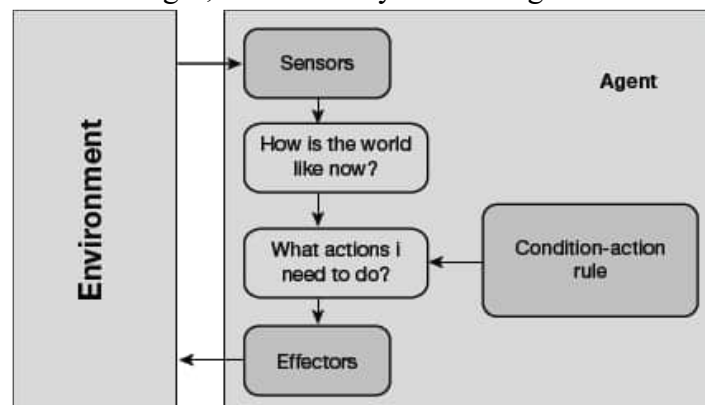 Sensors
Agent
How is the world
like now?
Environment
What actions i
need to do?
Condition-action
rule
Effectors